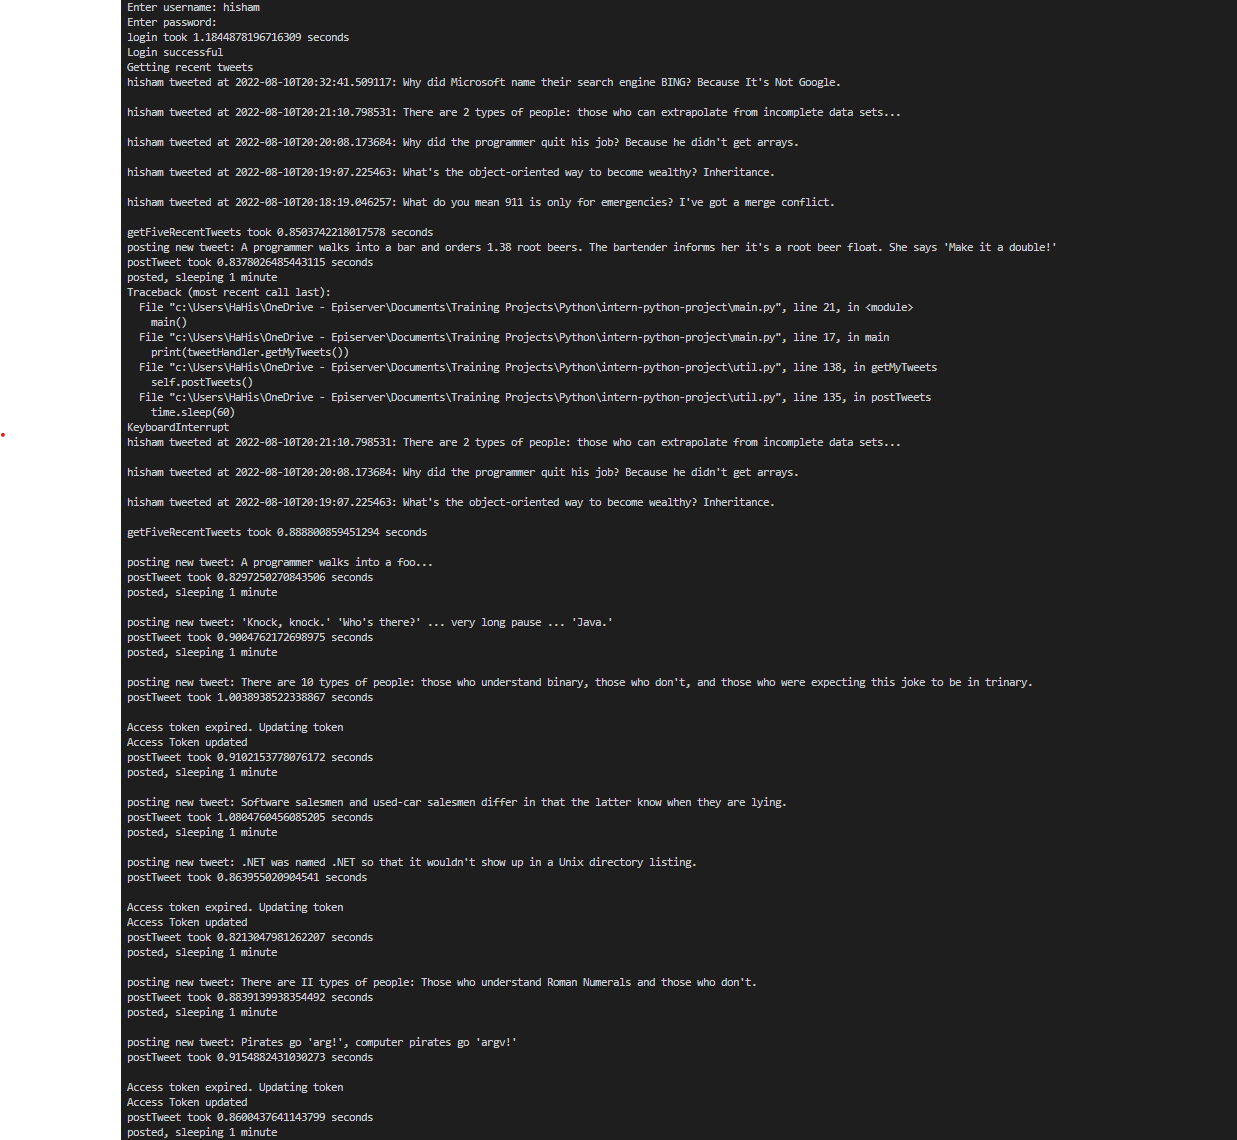 Enter username: hisham
Enter password:
login took 1.1844878196716309 seconds
Login successful
Getting recent tweets
hisham tweeted at 2022-08-10T20:32:41.509117: Why did Microsoft name their search engine BING? Because It's Not Google.
hisham tweeted at 2022-08-10T20:21:10.798531: There are 2 types of people: those who can extrapolate from incomplete data sets...
hisham tweeted at 2022-08-10T20:20:08.173684: Why did the programmer quit his job? Because he didn't get arrays.
hisham tweeted at 2022-08-10T20:19:07.225463: What's the object-oriented way to become wealthy? Inheritance.
hisham tweeted at 2022-08-10T20:18:19.046257: What do you mean 911 is only for emergencies? I've got a merge conflict.
getFiveRecentTweets took 0.8503742218017578 seconds
posting new tweet: A programmer walks into a bar and orders 1.38 root beers. The bartender informs her it's a root beer float. She says 'Make it a double!'
postTweet took 0.8378026485443115 seconds
posted, sleeping 1 minute
Traceback (most recent call last):
File "c:\Users\HaHis\OneDrive - Episerver\Documents\Training Projects\Python\intern-python-project\main.py", line 21, in <module>
main()
File "c:\Users\HaHis\OneDrive - Episerver\Documents\Training Projects\Python\intern-python-project\main.py", line 17, in main
print(tweetHandler.getMyTweets())
File "c:\Users\HaHis\OneDrive - Episerver\Documents\Training Projects\Python\intern-python-project\util.py", line 138, in getMyTweets
self.postTweets()
File "c:\Users\HaHis\OneDrive - Episerver\Documents\Training Projects\Python\intern-python-project\util.py", line 135, in postTweets
time.sleep(60)
KeyboardInterrupt
hisham tweeted at 2022-08-10T20:21:10.798531: There are 2 types of people: those who can extrapolate from incomplete data sets...
hisham tweeted at 2022-08-10T20:20:08.173684: Why did the programmer quit his job? Because he didn't get arrays.
hisham tweeted at 2022-08-10T20:19:07.225463: What's the object-oriented way to become wealthy? Inheritance.
getFiveRecentTweets took 0.888800859451294 seconds
posting new tweet: A programmer walks into a foo...
postTweet took 0.8297250270843506 seconds
posted, sleeping 1 minute
posting new tweet: 'Knock, knock.' 'Who's there?' ... very long pause ... 'Java.'
postTweet took 0.9004762172698975 seconds
posted, sleeping 1 minute
posting new tweet: There are 10 types of people: those who understand binary, those who don't, and those who were expecting this joke to be in trinary.
postTweet took 1.0038938522338867 seconds
Access token expired. Updating token
Access Token updated
postTweet took 0.9102153778076172 seconds
posted, sleeping 1 minute
posting new tweet: Software salesmen and used-car salesmen differ in that the latter know when they are lying.
postTweet took 1.0804760456085205 seconds
posted, sleeping 1 minute
posting new tweet: .NET was named .NET so that it wouldn't show up in a Unix directory listing.
postTweet took 0.863955020904541 seconds
Access token expired. Updating token
Access Token updated
postTweet took 0.8213047981262207 seconds
posted, sleeping 1 minute
posting new tweet: There are II types of people: Those who understand Roman Numerals and those who don't.
postTweet took 0.8839139938354492 seconds
posted, sleeping 1 minute
posting new tweet: Pirates go 'arg!', computer pirates go 'argv!'
postTweet took 0.9154882431030273 seconds
Access token expired. Updating token
Access Token updated
postTweet took 0.8600437641143799 seconds
posted, sleeping 1 minute